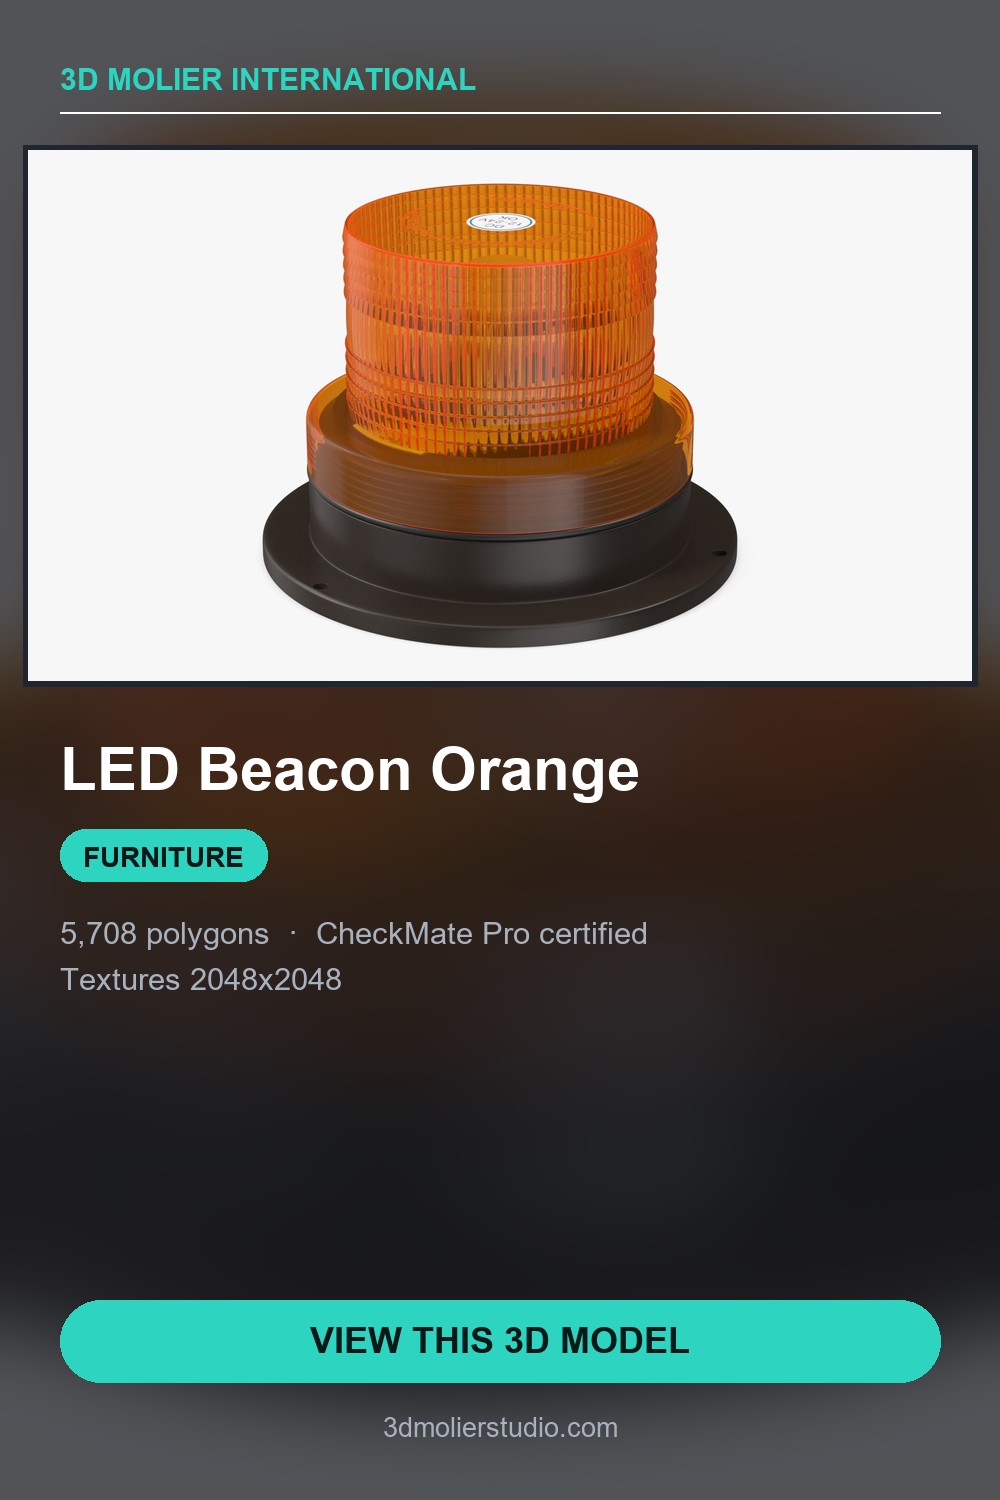 3D MOLIER INTERNATIONAL
LED Beacon Orange
FURNITURE
5,708 polygons · CheckMate Pro certified
Textures 2048x2048
VIEW THIS 3D MODEL
3dmolierstudio.com